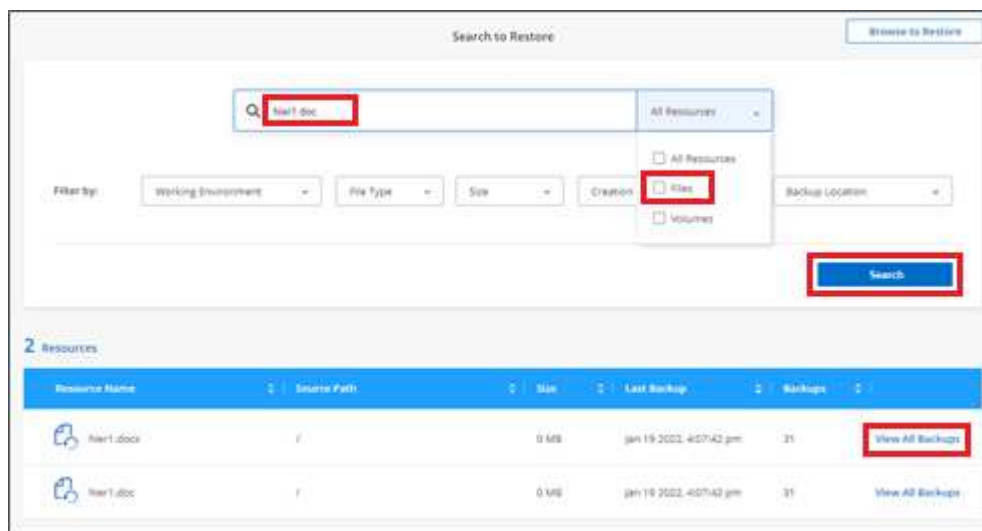 Search to Restore
Browse to Restore
hier1.doc
All Resources
All Resources
Filter by:
Working Environment
File Type
Size
Creation
Files
Backup Location
Volumes
Search
2 Resources
Resource Name
Source Path
Size
Last Backup
Backups
hier1.docx
/
0 MB
Jan 19 2022, 4:07:42 pm
31
View All Backups
hier1.doc
/
0 MB
Jan 19 2022, 4:07:42 pm
31
View All Backups